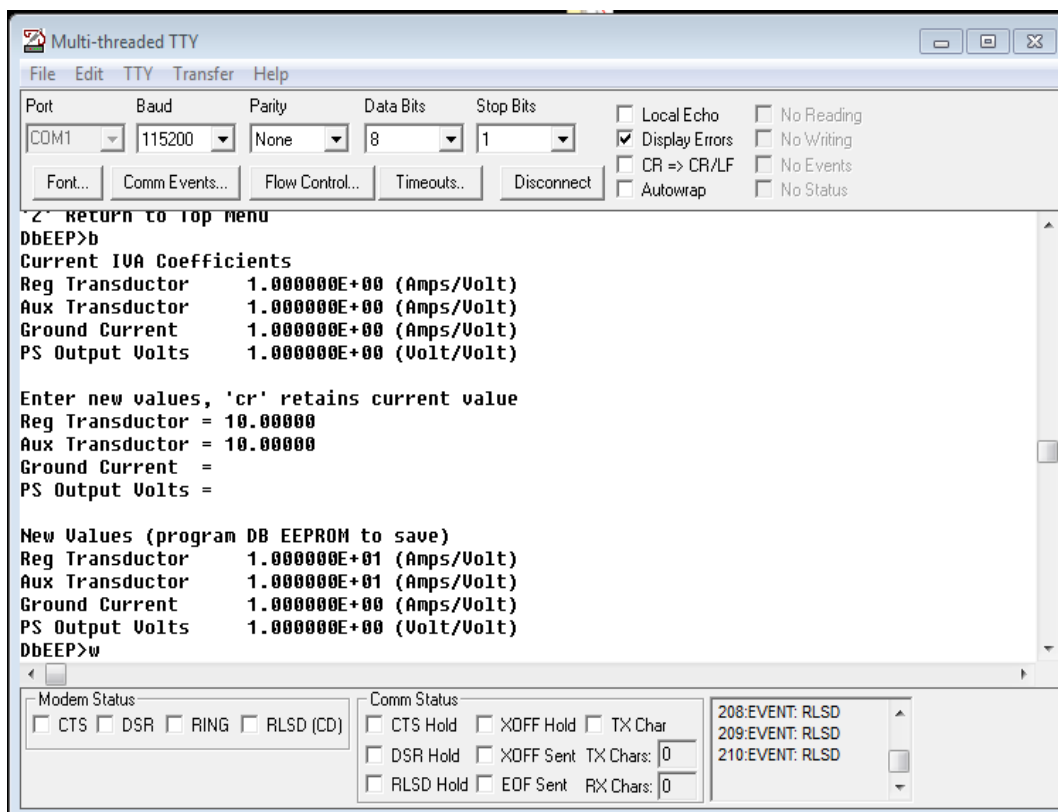 Multi-threaded TTY
File Edit TTY Transfer Help
Port Baud Parity Data Bits Stop Bits
COM1 115200 None 8 1
Local Echo No Reading
Display Errors No Writing
CR => CR/LF No Events
Autowrap No Status
Font... Comm Events... Flow Control... Timeouts.. Disconnect
'Z' Return to Top Menu
DbEEP>b
Current IVA Coefficients
Reg Transductor 1.000000E+00 (Amps/Volt)
Aux Transductor 1.000000E+00 (Amps/Volt)
Ground Current 1.000000E+00 (Amps/Volt)
PS Output Volts 1.000000E+00 (Volt/Volt)
Enter new values, 'cr' retains current value
Reg Transductor = 10.00000
Aux Transductor = 10.00000
Ground Current =
PS Output Volts =
New Values (program DB EEPROM to save)
Reg Transductor 1.000000E+01 (Amps/Volt)
Aux Transductor 1.000000E+01 (Amps/Volt)
Ground Current 1.000000E+00 (Amps/Volt)
PS Output Volts 1.000000E+00 (Volt/Volt)
DbEEP>w
Modem Status
CTS DSR RING RLSD (CD)
Comm Status
CTS Hold XOFF Hold TX Char
DSR Hold XOFF Sent TX Chars: 0
RLSD Hold EOF Sent RX Chars: 0
208:EVENT: RLSD
209:EVENT: RLSD
210:EVENT: RLSD